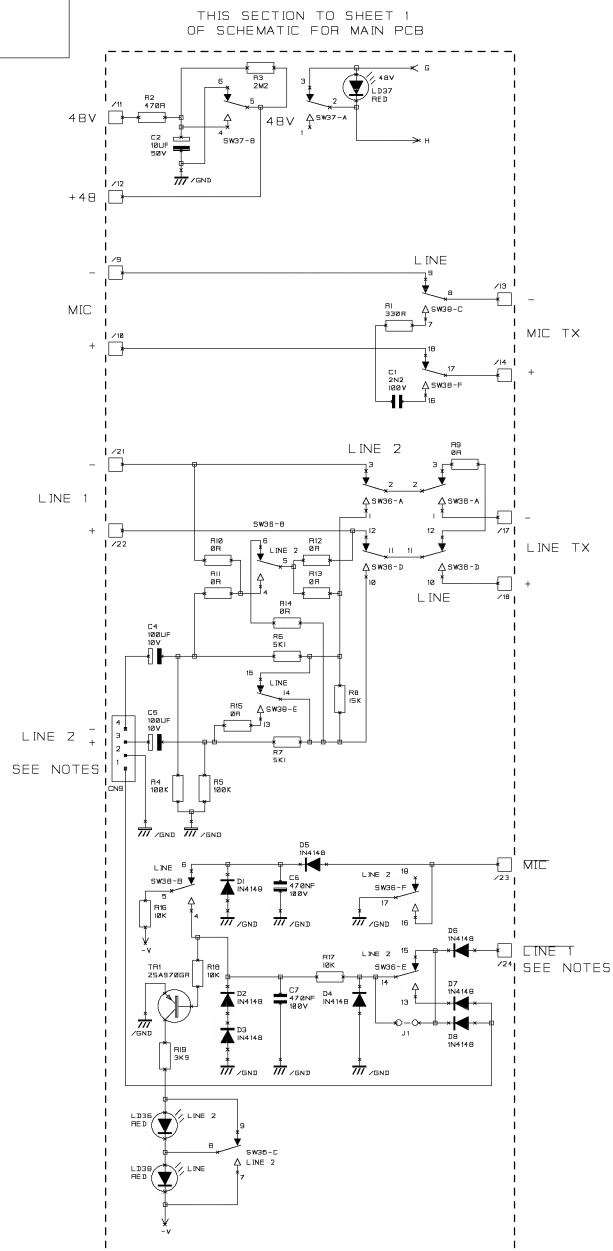 THIS SECTION TO SHEET 1
OF SCHEMATIC FOR MAIN PCB
48V
/11
R2
470R
C2
10UF
50V
/GND
R3
2M2
6
5
4
SW37-B
48V
3
2
1
SW37-A
48V
LD37
RED
G
H
+48
/12
/9
-
MIC
+
/10
LINE
9
8
7
SW38-C
R1
330R
C1
2N2
100V
18
17
16
SW38-F
/13
-
MIC TX
/14
+
/21
-
LINE 1
+
/22
LINE 2
3
2
1
SW36-A
3
2
1
SW38-A
R9
0R
-
/17
LINE TX
+
/18
12
11
10
SW36-D
12
11
10
SW38-D
LINE
SW36-B
R10
0R
R11
0R
6
LINE 2
5
4
R12
0R
R13
0R
R14
0R
R6
5K1
15
LINE
14
13
SW38-E
R15
0R
R7
5K1
R8
15K
C4
100UF
10V
C5
100UF
10V
LINE 2
-
+
SEE NOTES
4
3
2
1
CN9
R4
100K
R5
100K
/GND
/GND
LINE
6
SW38-B
5
4
R16
10K
-V
D1
1N4148
/GND
C6
470NF
100V
/GND
D5
1N4148
LINE 2
18
SW36-F
17
16
/GND
/23
MIC
TR1
2SA970GR
/GND
R18
10K
R19
3K9
D2
1N4148
D3
1N4148
/GND
C7
470NF
100V
/GND
R17
10K
D4
1N4148
/GND
LINE 2
15
SW36-E
14
13
J1
D6
1N4148
D7
1N4148
D8
1N4148
/24
LINE 1
SEE NOTES
LD36
RED
LINE 2
LD38
RED
LINE
9
8
7
SW36-C
LINE 2
-V